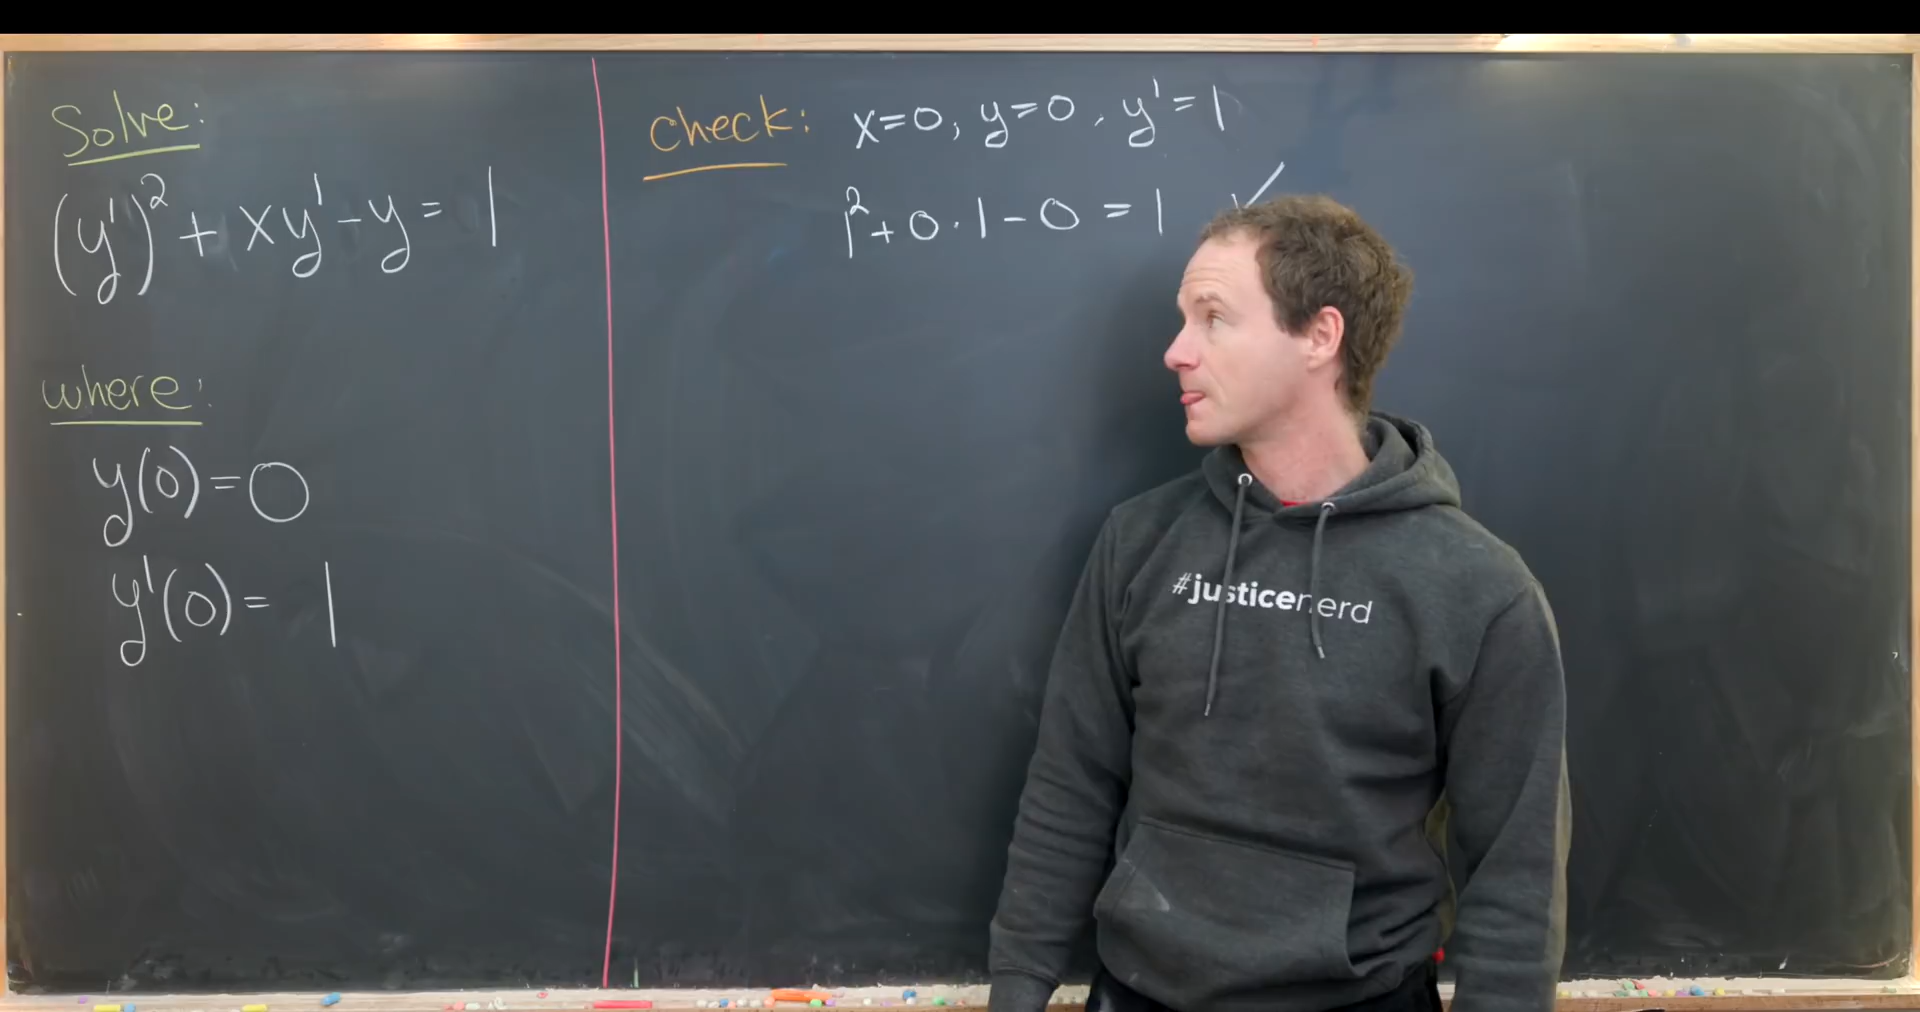 Solve:
(y')² + xy' - y = 1
where:
y(0) = 0
y'(0) = 1
Check: x=0, y=0, y'=1
1² + 0·1 - 0 = 1 ✓
#justicenerd